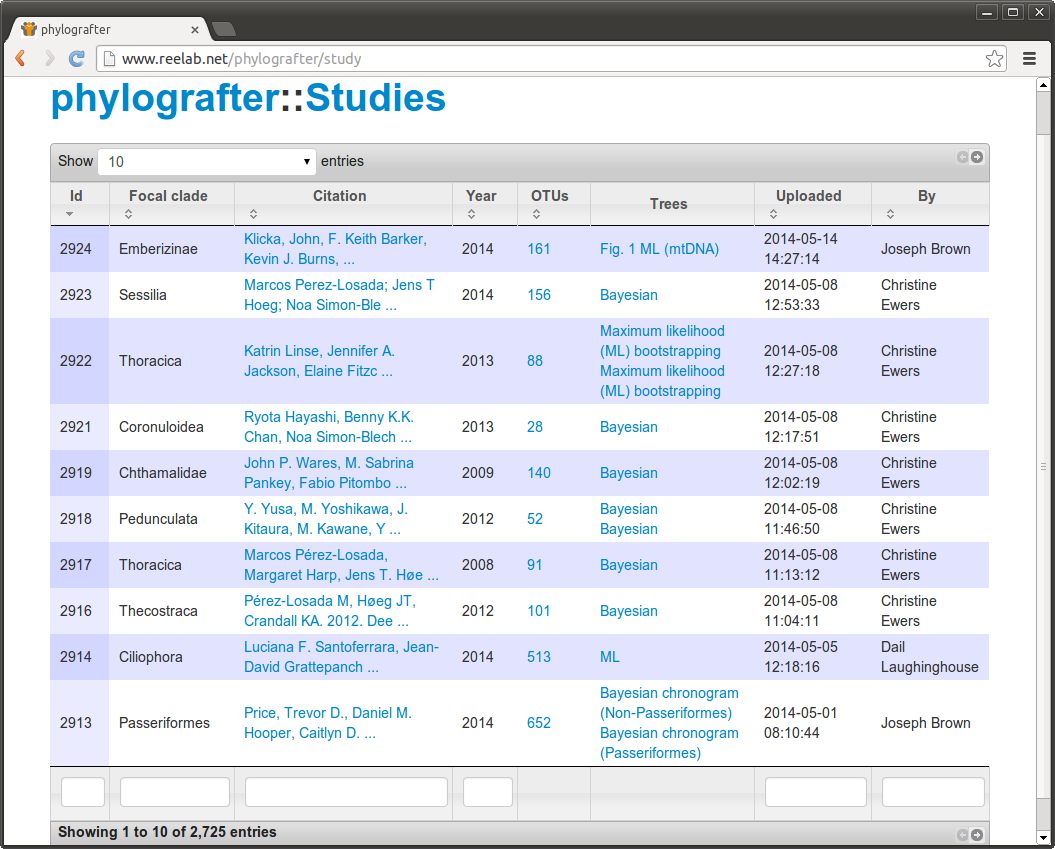 phylografter
www.reelab.net/phylografter/study
phylografter::Studies
Show 10 entries
Id Focal clade Citation Year OTUs Trees Uploaded By
2924 Emberizinae Klicka, John, F. Keith Barker, Kevin J. Burns, ... 2014 161 Fig. 1 ML (mtDNA) 2014-05-14 14:27:14 Joseph Brown
2923 Sessilia Marcos Perez-Losada; Jens T Hoeg; Noa Simon-Ble ... 2014 156 Bayesian 2014-05-08 12:53:33 Christine Ewers
2922 Thoracica Katrin Linse, Jennifer A. Jackson, Elaine Fitzc ... 2013 88 Maximum likelihood (ML) bootstrapping Maximum likelihood (ML) bootstrapping 2014-05-08 12:27:18 Christine Ewers
2921 Coronuloidea Ryota Hayashi, Benny K.K. Chan, Noa Simon-Blech ... 2013 28 Bayesian 2014-05-08 12:17:51 Christine Ewers
2919 Chthamalidae John P. Wares, M. Sabrina Pankey, Fabio Pitombo ... 2009 140 Bayesian 2014-05-08 12:02:19 Christine Ewers
2918 Pedunculata Y. Yusa, M. Yoshikawa, J. Kitaura, M. Kawane, Y ... 2012 52 Bayesian Bayesian 2014-05-08 11:46:50 Christine Ewers
2917 Thoracica Marcos Pérez-Losada, Margaret Harp, Jens T. Høe ... 2008 91 Bayesian 2014-05-08 11:13:12 Christine Ewers
2916 Thecostraca Pérez-Losada M, Høeg JT, Crandall KA. 2012. Dee ... 2012 101 Bayesian 2014-05-08 11:04:11 Christine Ewers
2914 Ciliophora Luciana F. Santoferrara, Jean-David Grattepanch ... 2014 513 ML 2014-05-05 12:18:16 Dail Laughinghouse
2913 Passeriformes Price, Trevor D., Daniel M. Hooper, Caitlyn D. ... 2014 652 Bayesian chronogram (Non-Passeriformes) Bayesian chronogram (Passeriformes) 2014-05-01 08:10:44 Joseph Brown
Showing 1 to 10 of 2,725 entries